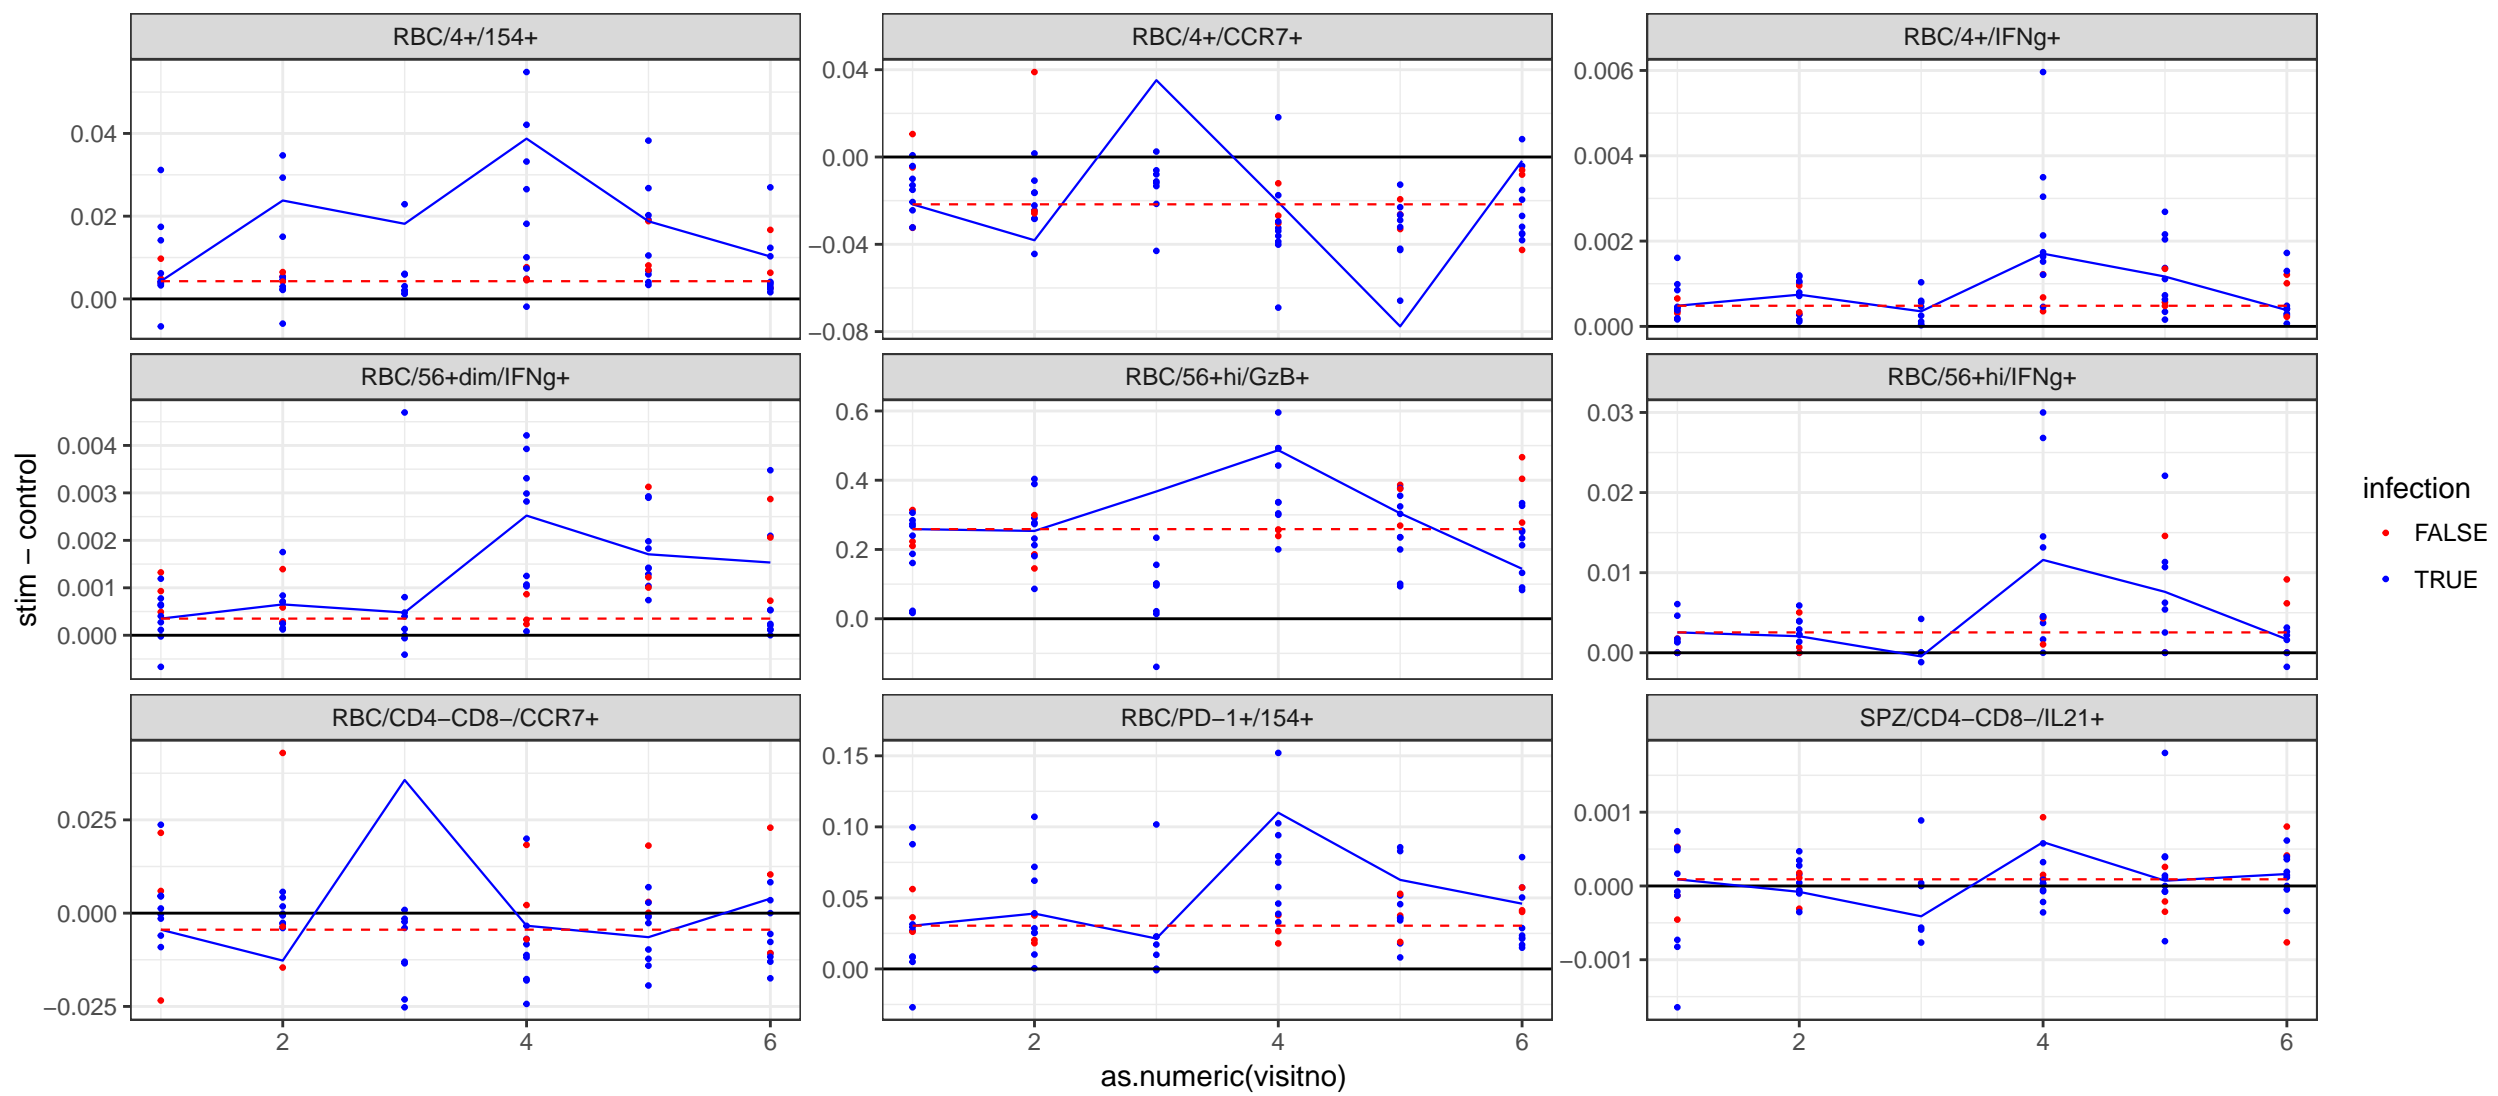 RBC/4+/154+
RBC/4+/CCR7+
RBC/4+/IFNg+
0.04
0.02
0.00
0.04
0.00
−0.04
−0.08
0.006
0.004
0.002
0.000
RBC/56+dim/IFNg+
RBC/56+hi/GzB+
RBC/56+hi/IFNg+
0.004
0.003
0.002
0.001
0.000
0.6
0.4
0.2
0.0
0.03
0.02
0.01
0.00
RBC/CD4−CD8−/CCR7+
RBC/PD−1+/154+
SPZ/CD4−CD8−/IL21+
0.025
0.000
−0.025
0.15
0.10
0.05
0.00
0.001
0.000
−0.001
2 4 6
2 4 6
2 4 6
as.numeric(visitno)
stim − control
infection
FALSE
TRUE